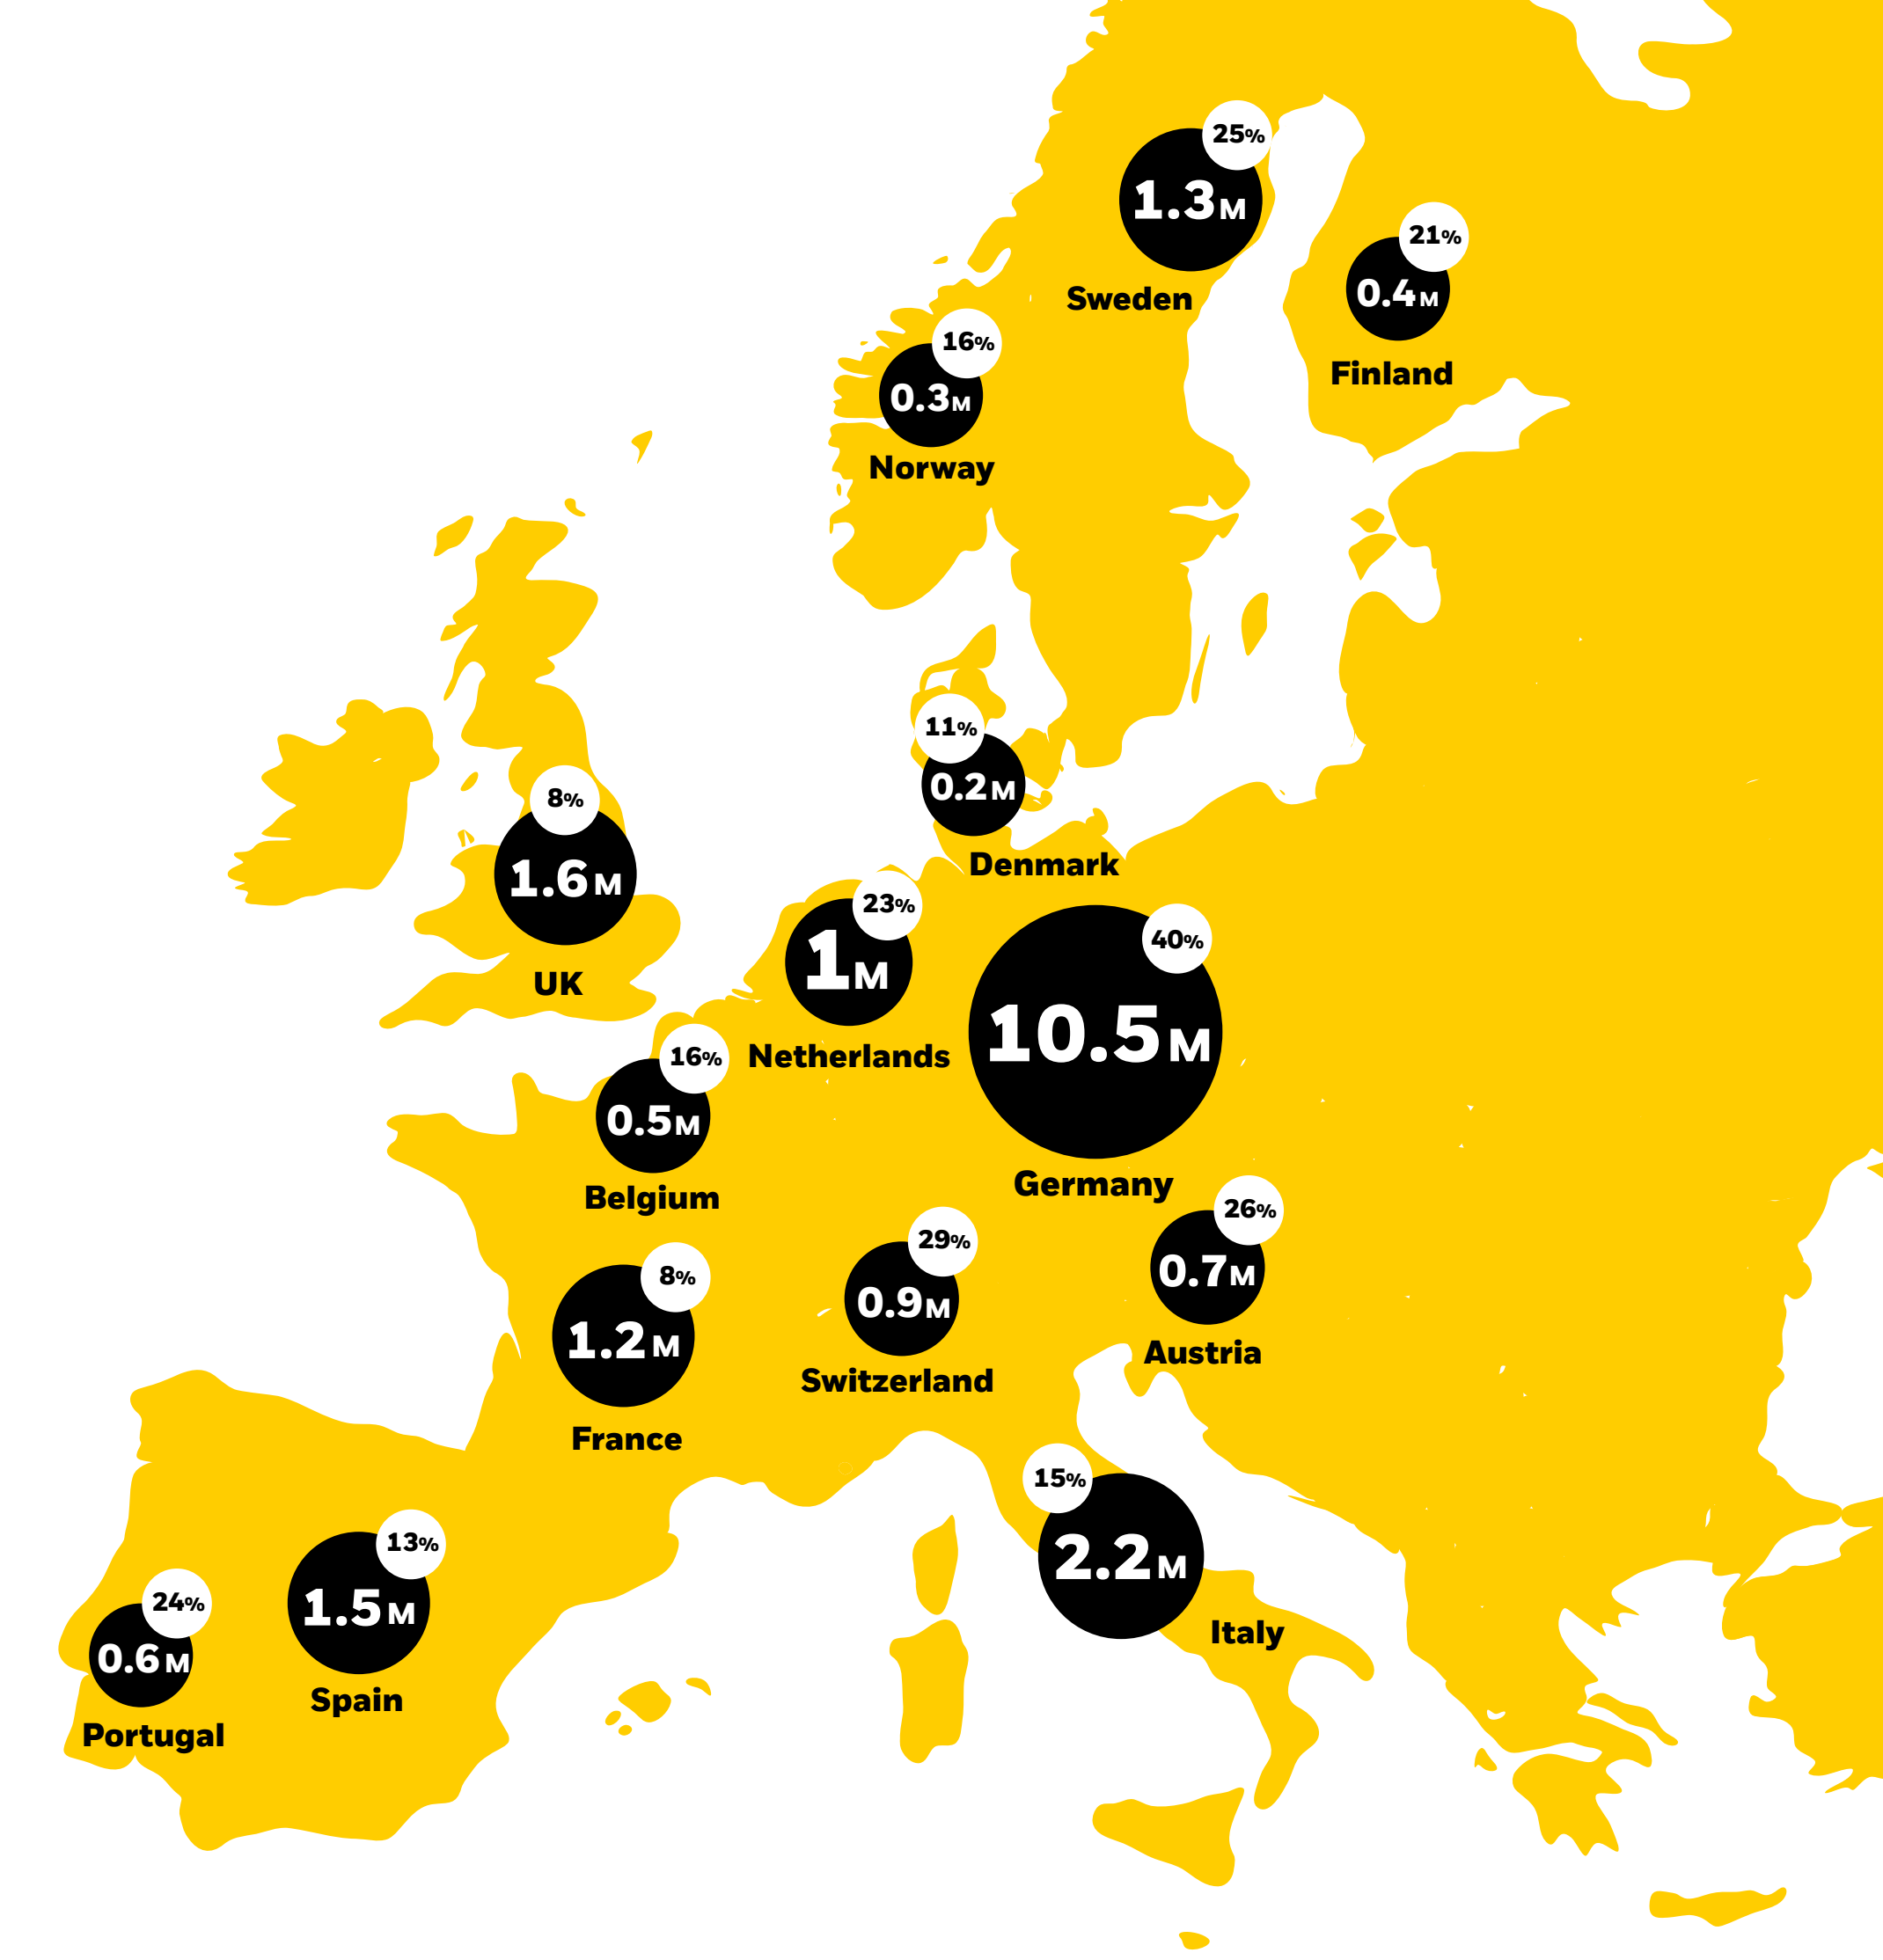 25%
1.3M
Sweden
21%
0.4M
Finland
16%
0.3M
Norway
11%
0.2M
Denmark
8%
1.6M
UK
23%
1M
Netherlands
40%
10.5M
Germany
16%
0.5M
Belgium
26%
0.7M
Austria
29%
0.9M
Switzerland
8%
1.2M
France
15%
2.2M
Italy
13%
1.5M
Spain
24%
0.6M
Portugal